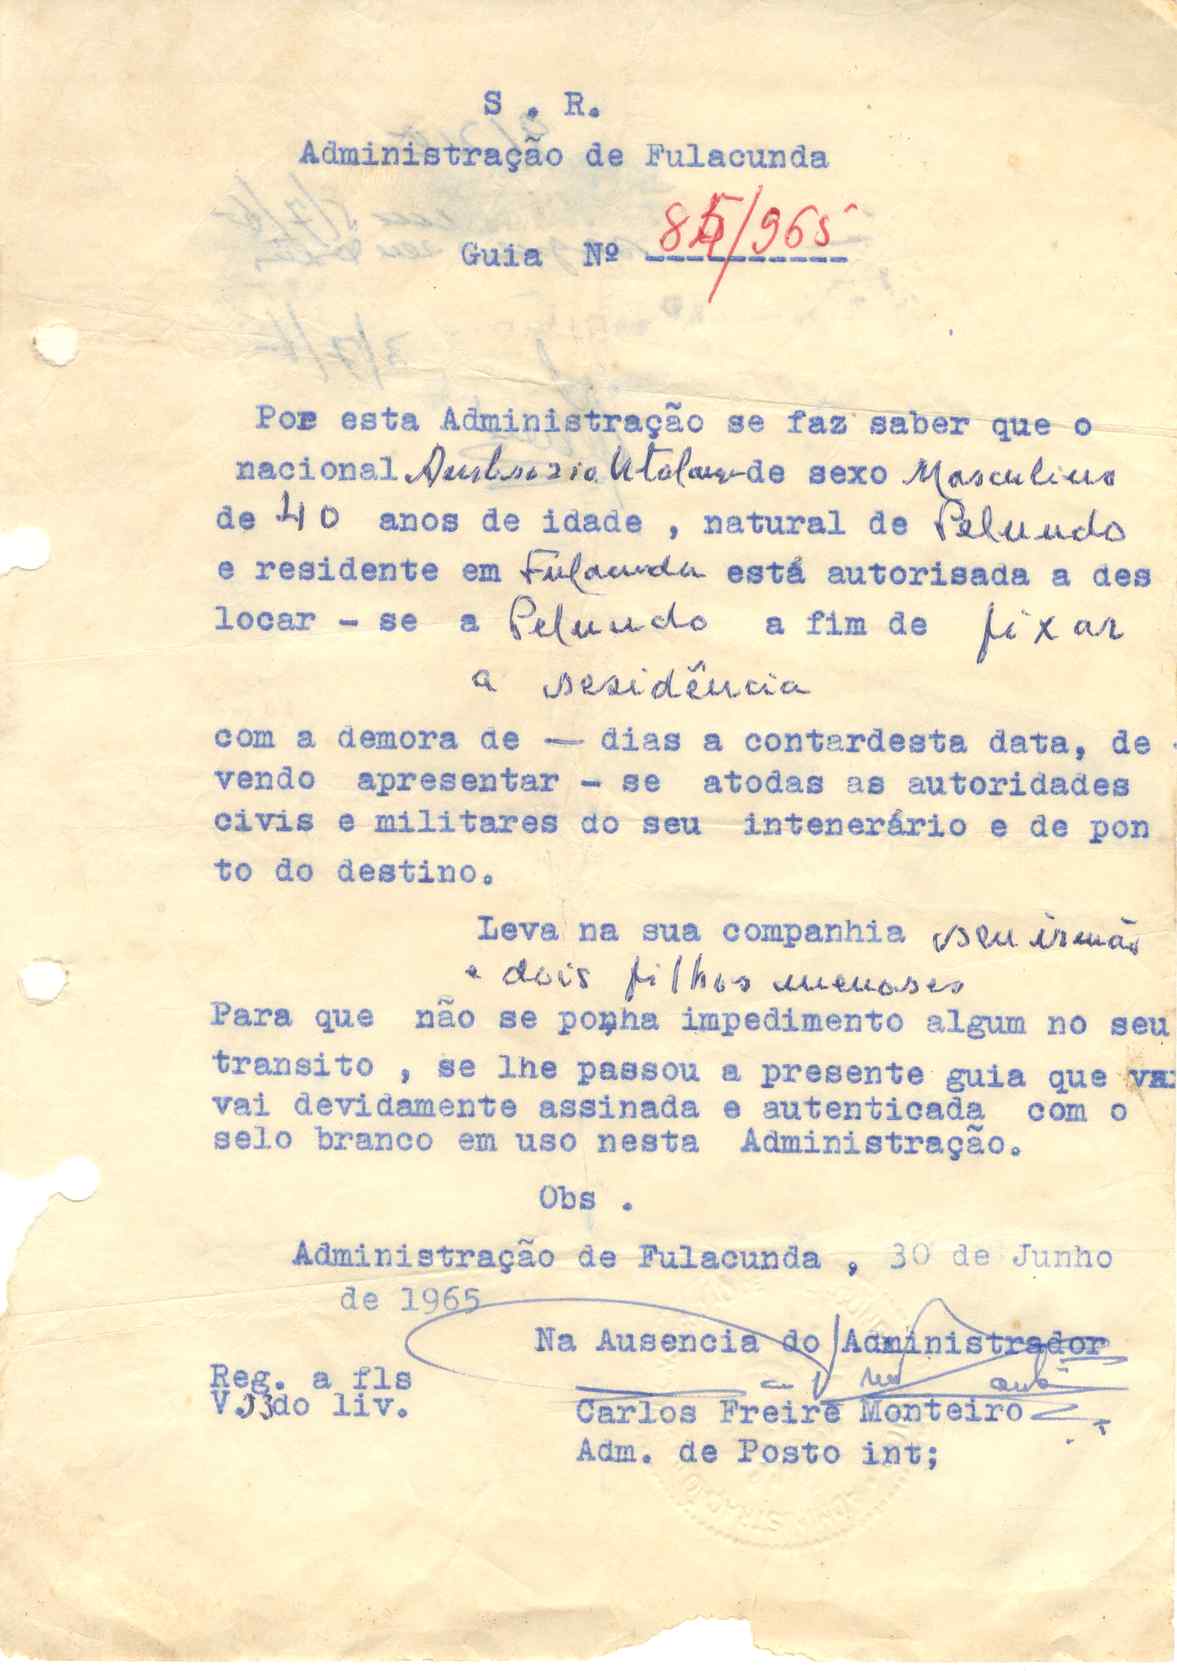 S . R.
Administração de Fulacunda
Guia Nº 85/965
Por esta Administração se faz saber que o
nacional de sexo Masculino
de 40 anos de idade , natural de Pelundo
e residente em Fulacunda está autorisada a des
locar - se a Pelundo a fim de fixar
a residência
com a demora de — dias a contardesta data, de -
vendo apresentar - se atodas as autoridades
civis e militares do seu intenerário e de pon
to do destino.
Leva na sua companhia seu irmão
e dois filhos menores
Para que não se ponha impedimento algum no seu
transito , se lhe passou a presente guia que vai
vai devidamente assinada e autenticada com o
selo branco em uso nesta Administração.
Obs .
Administração de Fulacunda , 30 de Junho
de 1965
Na Ausencia do Administrador
Reg. a fls
V.33do liv.
Carlos Freire Monteiro
Adm. de Posto int;